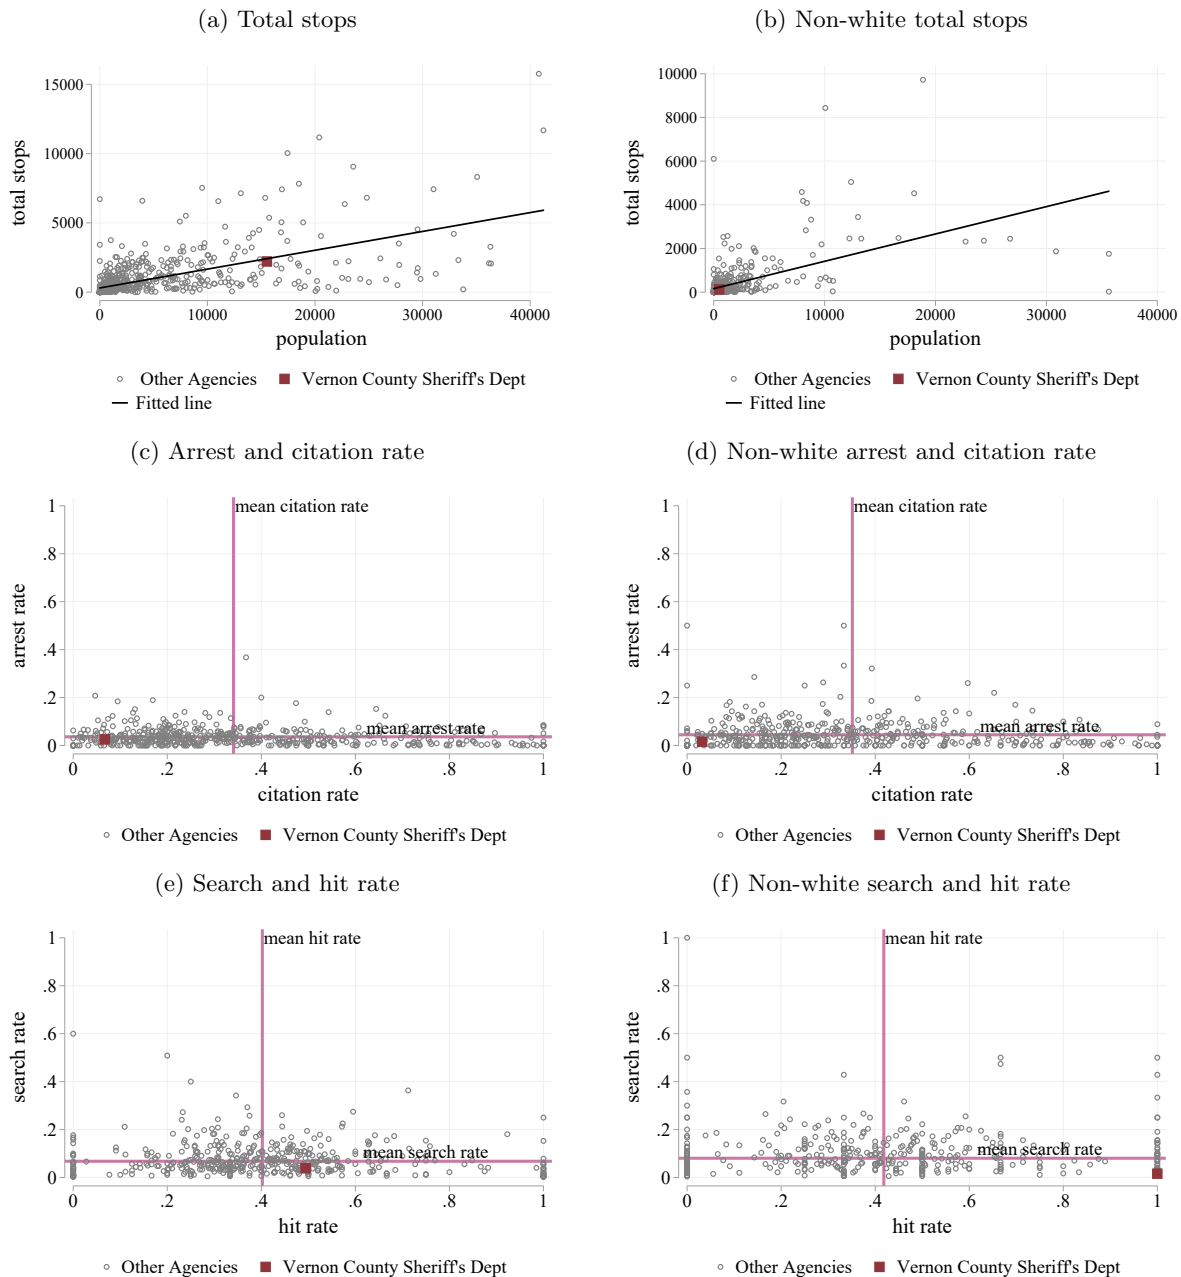 (a) Total stops
(b) Non-white total stops
15000
10000
5000
0
total stops
0 10000 20000 30000 40000
population
Other Agencies Vernon County Sheriff's Dept
Fitted line
10000
8000
6000
4000
2000
0
total stops
0 10000 20000 30000 40000
population
Other Agencies Vernon County Sheriff's Dept
Fitted line
(c) Arrest and citation rate
(d) Non-white arrest and citation rate
1
.8
.6
.4
.2
0
arrest rate
mean citation rate
mean arrest rate
0 .2 .4 .6 .8 1
citation rate
Other Agencies Vernon County Sheriff's Dept
1
.8
.6
.4
.2
0
arrest rate
mean citation rate
mean arrest rate
0 .2 .4 .6 .8 1
citation rate
Other Agencies Vernon County Sheriff's Dept
(e) Search and hit rate
(f) Non-white search and hit rate
1
.8
.6
.4
.2
0
search rate
mean hit rate
mean search rate
0 .2 .4 .6 .8 1
hit rate
Other Agencies Vernon County Sheriff's Dept
1
.8
.6
.4
.2
0
search rate
mean hit rate
mean search rate
0 .2 .4 .6 .8 1
hit rate
Other Agencies Vernon County Sheriff's Dept